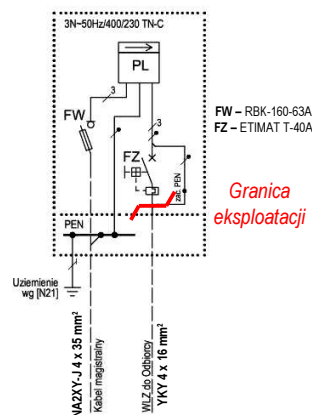 3N~50Hz/400/230 TN-C
PL
3
FW
3
FZ
zac. PEN
FW – RBK-160-63A
FZ – ETIMAT T-40A
Granica
eksploatacji
PEN
Uziemienie
wg [N21]
NA2XY-J 4 x 35 mm²
Kabel magistralny
WLZ do Odbiorcy
YKY 4 x 16 mm²